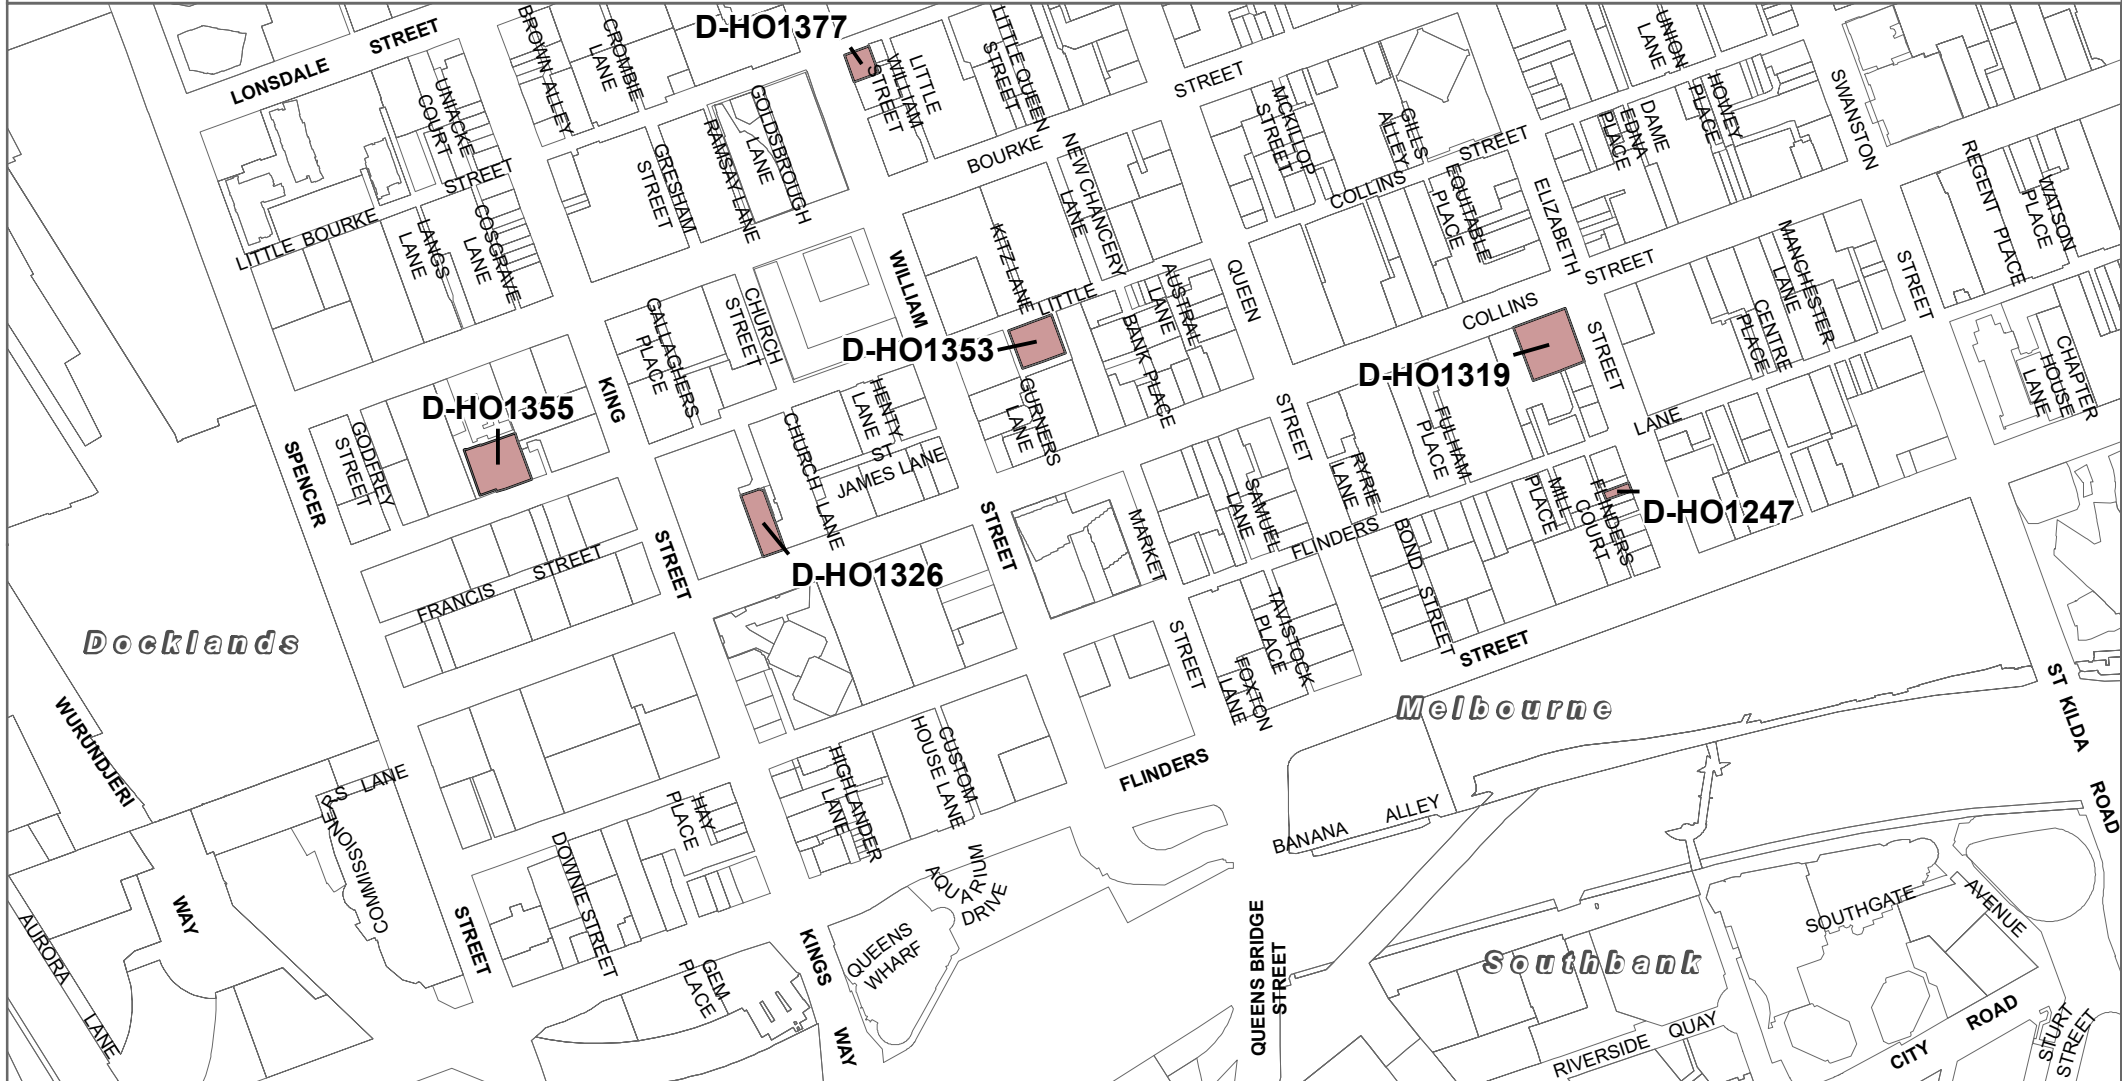 D-HO1377
LONSDALE
STREET
UNIACKE
COURT
BROWN ALLEY
CROMBIE
LANE
GOLDSBROUGH
LANE
RAMSAY LANE
GRESHAM
STREET
LITTLE
WILLIAM
STREET
LITTLE QUEEN
STREET
BOURKE
STREET
MCKILLOP
STREET
GILLS
ALLEY
UNION
LANE
HOWEY
PLACE
DAME
EDNA
PLACE
SWANSTON
STREET
REGENT PLACE
WATSON
PLACE
LITTLE BOURKE
STREET
LANGS
LANE
COSGRAVE
LANE
NEW CHANCERY
LANE
KITZ LANE
LITTLE
COLLINS
STREET
EQUITABLE
PLACE
ELIZABETH
STREET
COLLINS
STREET
MANCHESTER
LANE
CENTRE
PLACE
CHAPTER
HOUSE
LANE
WILLIAM
STREET
QUEEN
STREET
AUSTRAL
LANE
BANK PLACE
CHURCH
STREET
GALLAGHERS
PLACE
D-HO1353
D-HO1319
D-HO1355
KING
STREET
GODFREY
STREET
HENTY
LANE
ST
JAMES LANE
CHURCH LANE
GURNERS
LANE
FULHAM
PLACE
RYRIE
LANE
FLINDERS
LANE
MILL
PLACE
FLINDERS
COURT
D-HO1247
SPENCER
STREET
FRANCIS
STREET
D-HO1326
MARKET
STREET
SAMUEL
LANE
BOND STREET
TAVISTOCK
PLACE
FOXTON
LANE
FLINDERS
STREET
Docklands
Melbourne
WURUNDJERI
WAY
COMMISSIONERS LANE
HAY
PLACE
DOWNIE STREET
HIGHLANDER
LANE
CUSTOM
HOUSE LANE
BANANA ALLEY
ST KILDA
ROAD
AURORA
LANE
GEM
PLACE
KINGS
WAY
QUEENS
WHARF
AQUARIUM
DRIVE
QUEENS BRIDGE
STREET
Southbank
SOUTHGATE
AVENUE
RIVERSIDE QUAY
CITY
ROAD
STURT
STREET